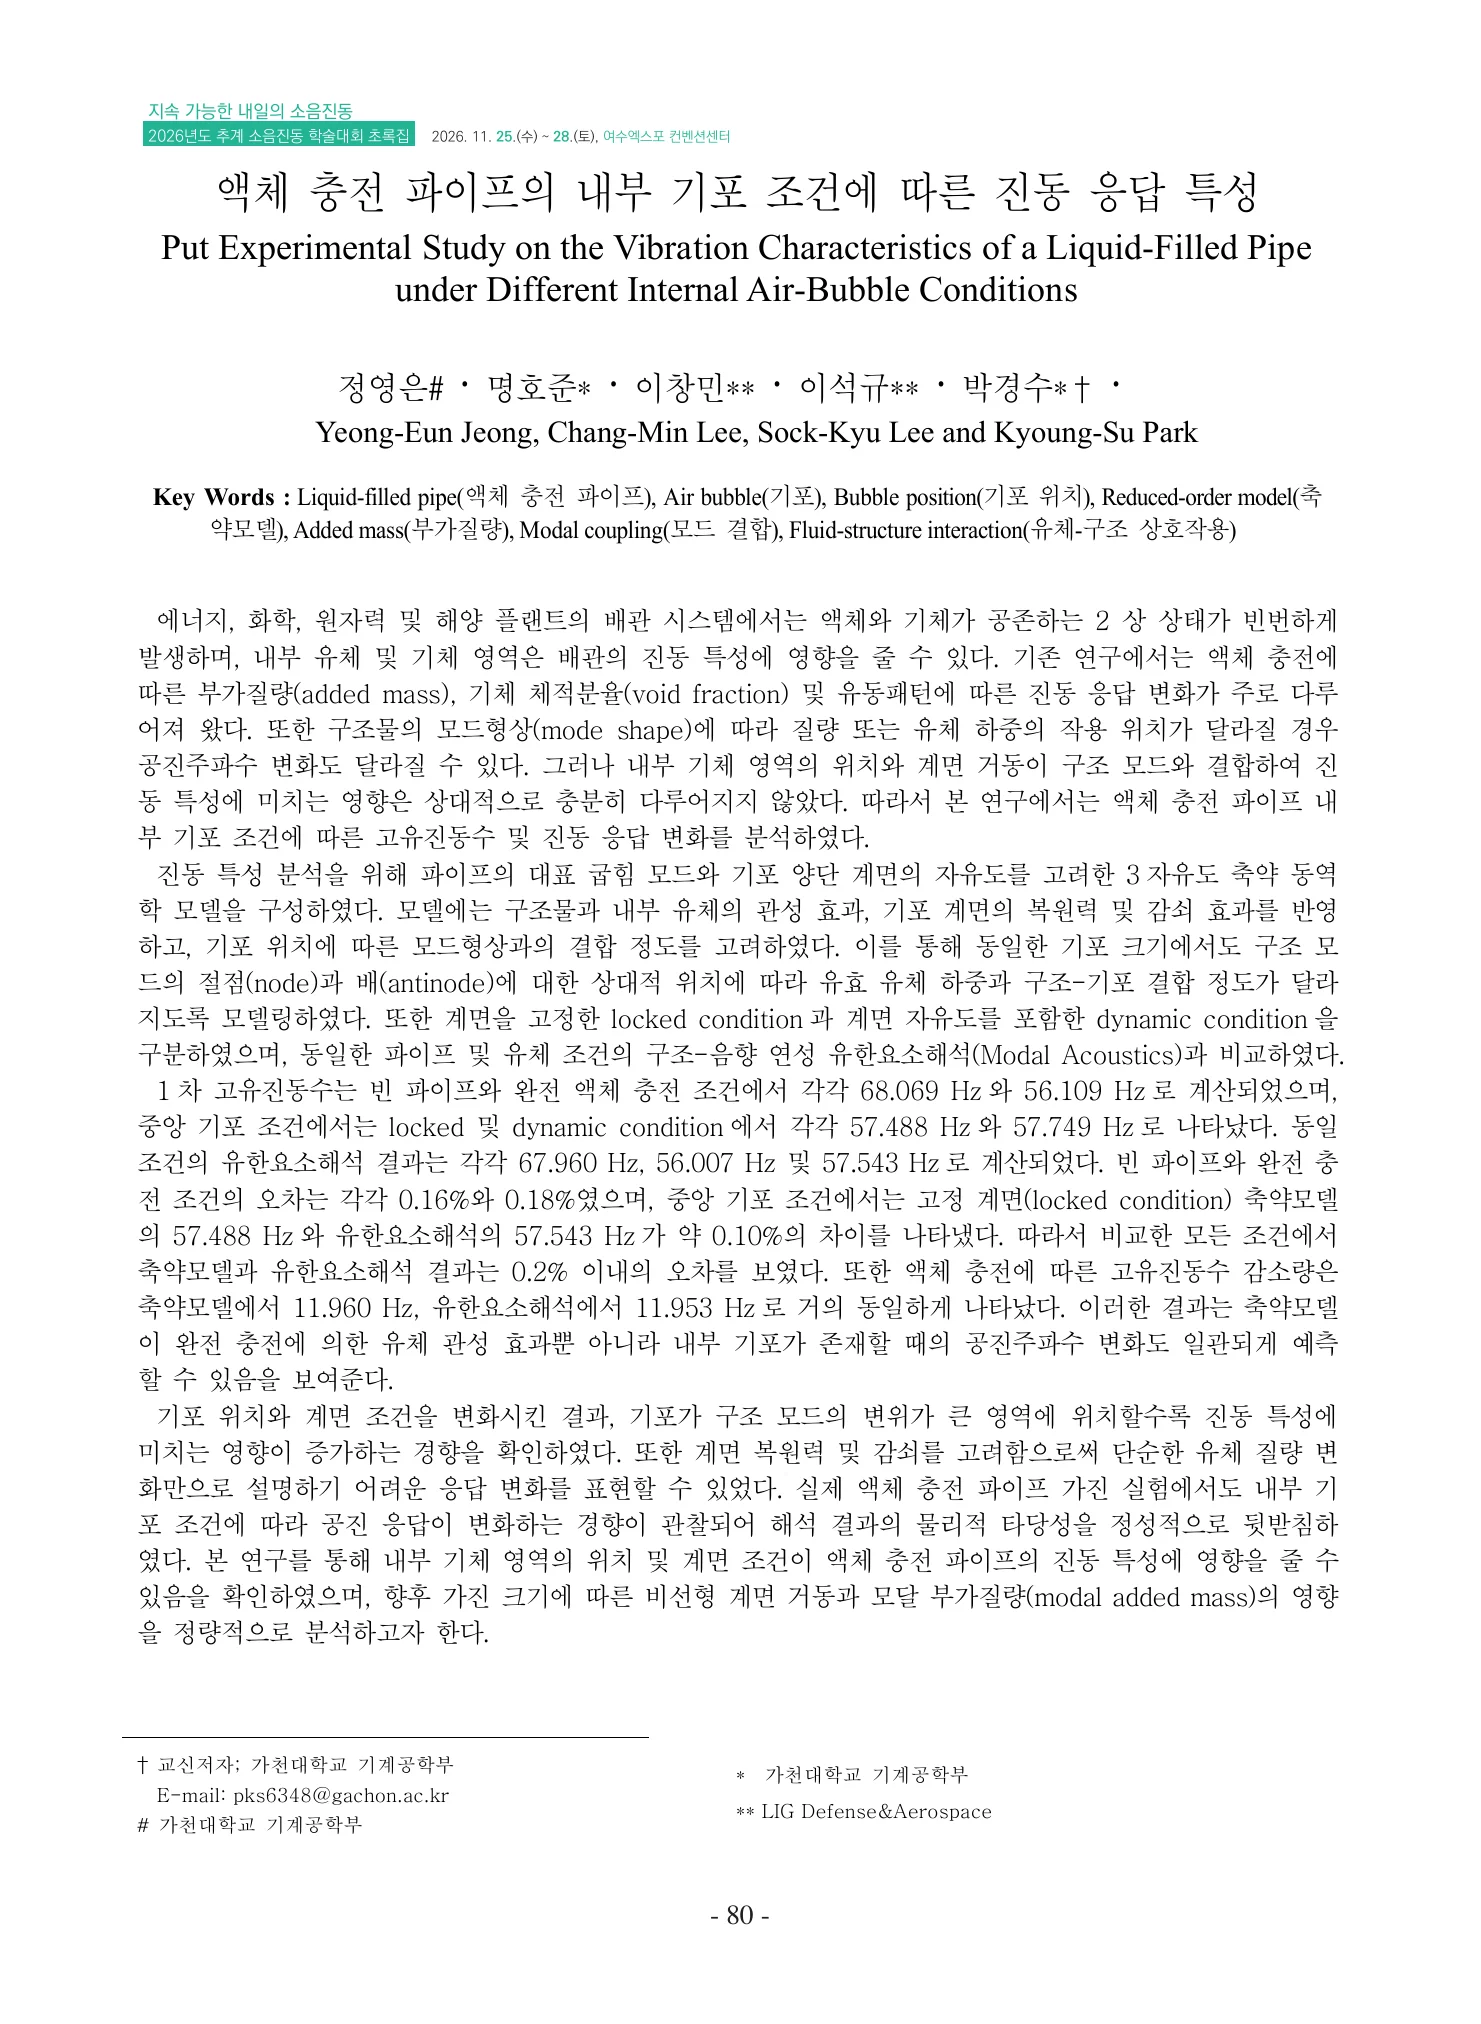 지속 가능한 내일의 소음진동
2026년도 추계 소음진동 학술대회 초록집 2026. 11. 25.(수) ~ 28.(토), 여수엑스포 컨벤션센터
액체 충전 파이프의 내부 기포 조건에 따른 진동 응답 특성
Put Experimental Study on the Vibration Characteristics of a Liquid-Filled Pipe
under Different Internal Air-Bubble Conditions
정영은# · 명호준* · 이창민** · 이석규** · 박경수*† ·
Yeong-Eun Jeong, Chang-Min Lee, Sock-Kyu Lee and Kyoung-Su Park
Key Words : Liquid-filled pipe(액체 충전 파이프), Air bubble(기포), Bubble position(기포 위치), Reduced-order model(축
약모델), Added mass(부가질량), Modal coupling(모드 결합), Fluid-structure interaction(유체-구조 상호작용)
에너지, 화학, 원자력 및 해양 플랜트의 배관 시스템에서는 액체와 기체가 공존하는 2 상 상태가 빈번하게
발생하며, 내부 유체 및 기체 영역은 배관의 진동 특성에 영향을 줄 수 있다. 기존 연구에서는 액체 충전에
따른 부가질량(added mass), 기체 체적분율(void fraction) 및 유동패턴에 따른 진동 응답 변화가 주로 다루
어져 왔다. 또한 구조물의 모드형상(mode shape)에 따라 질량 또는 유체 하중의 작용 위치가 달라질 경우
공진주파수 변화도 달라질 수 있다. 그러나 내부 기체 영역의 위치와 계면 거동이 구조 모드와 결합하여 진
동 특성에 미치는 영향은 상대적으로 충분히 다루어지지 않았다. 따라서 본 연구에서는 액체 충전 파이프 내
부 기포 조건에 따른 고유진동수 및 진동 응답 변화를 분석하였다.
진동 특성 분석을 위해 파이프의 대표 굽힘 모드와 기포 양단 계면의 자유도를 고려한 3 자유도 축약 동역
학 모델을 구성하였다. 모델에는 구조물과 내부 유체의 관성 효과, 기포 계면의 복원력 및 감쇠 효과를 반영
하고, 기포 위치에 따른 모드형상과의 결합 정도를 고려하였다. 이를 통해 동일한 기포 크기에서도 구조 모
드의 절점(node)과 배(antinode)에 대한 상대적 위치에 따라 유효 유체 하중과 구조-기포 결합 정도가 달라
지도록 모델링하였다. 또한 계면을 고정한 locked condition 과 계면 자유도를 포함한 dynamic condition 을
구분하였으며, 동일한 파이프 및 유체 조건의 구조-음향 연성 유한요소해석(Modal Acoustics)과 비교하였다.
1 차 고유진동수는 빈 파이프와 완전 액체 충전 조건에서 각각 68.069 Hz 와 56.109 Hz 로 계산되었으며,
중앙 기포 조건에서는 locked 및 dynamic condition 에서 각각 57.488 Hz 와 57.749 Hz 로 나타났다. 동일
조건의 유한요소해석 결과는 각각 67.960 Hz, 56.007 Hz 및 57.543 Hz 로 계산되었다. 빈 파이프와 완전 충
전 조건의 오차는 각각 0.16%와 0.18%였으며, 중앙 기포 조건에서는 고정 계면(locked condition) 축약모델
의 57.488 Hz 와 유한요소해석의 57.543 Hz 가 약 0.10%의 차이를 나타냈다. 따라서 비교한 모든 조건에서
축약모델과 유한요소해석 결과는 0.2% 이내의 오차를 보였다. 또한 액체 충전에 따른 고유진동수 감소량은
축약모델에서 11.960 Hz, 유한요소해석에서 11.953 Hz 로 거의 동일하게 나타났다. 이러한 결과는 축약모델
이 완전 충전에 의한 유체 관성 효과뿐 아니라 내부 기포가 존재할 때의 공진주파수 변화도 일관되게 예측
할 수 있음을 보여준다.
기포 위치와 계면 조건을 변화시킨 결과, 기포가 구조 모드의 변위가 큰 영역에 위치할수록 진동 특성에
미치는 영향이 증가하는 경향을 확인하였다. 또한 계면 복원력 및 감쇠를 고려함으로써 단순한 유체 질량 변
화만으로 설명하기 어려운 응답 변화를 표현할 수 있었다. 실제 액체 충전 파이프 가진 실험에서도 내부 기
포 조건에 따라 공진 응답이 변화하는 경향이 관찰되어 해석 결과의 물리적 타당성을 정성적으로 뒷받침하
였다. 본 연구를 통해 내부 기체 영역의 위치 및 계면 조건이 액체 충전 파이프의 진동 특성에 영향을 줄 수
있음을 확인하였으며, 향후 가진 크기에 따른 비선형 계면 거동과 모달 부가질량(modal added mass)의 영향
을 정량적으로 분석하고자 한다.
† 교신저자; 가천대학교 기계공학부
E-mail: pks6348@gachon.ac.kr
# 가천대학교 기계공학부
* 가천대학교 기계공학부
** LIG Defense&Aerospace
- 80 -